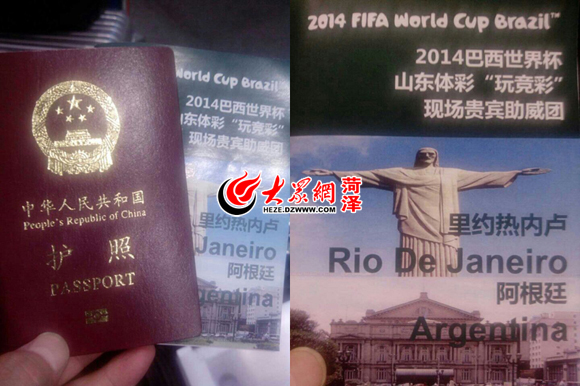 中华人民共和国
People's Republic of China
护 照
PASSPORT
World Cup Brazil
2014巴西世界杯
山东体彩“玩竞彩”
现场贵宾助威团
Janeiro
阿根廷
gentina
大众網 菏泽
HEZE.DZWWW.COM
2014 FIFA World Cup Brazil™
2014巴西世界杯
山东体彩“玩竞彩”
现场贵宾助威团
里约热内卢
Rio De Janeiro
阿根廷
Argentina